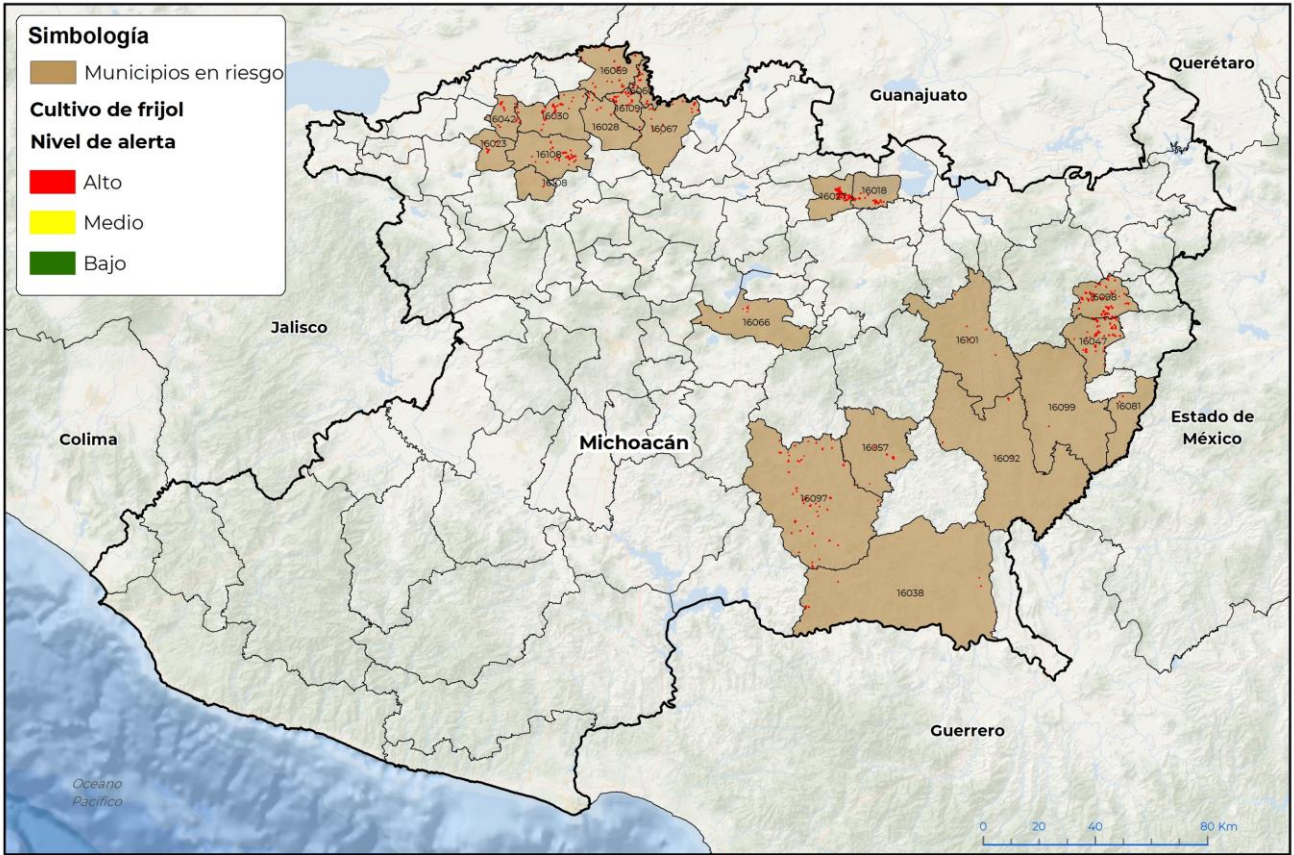 Simbología
Municipios en riesgo
Cultivo de frijol
Nivel de alerta
Alto
Medio
Bajo
Querétaro
Guanajuato
Jalisco
Colima
Michoacán
Estado de
México
Guerrero
Oceano
Pacífico
16069
16042
16030
16109
16028
16067
16023
16108
16018
16066
16098
16047
16101
16099
16081
16092
16057
16097
16038
0 20 40 80 Km